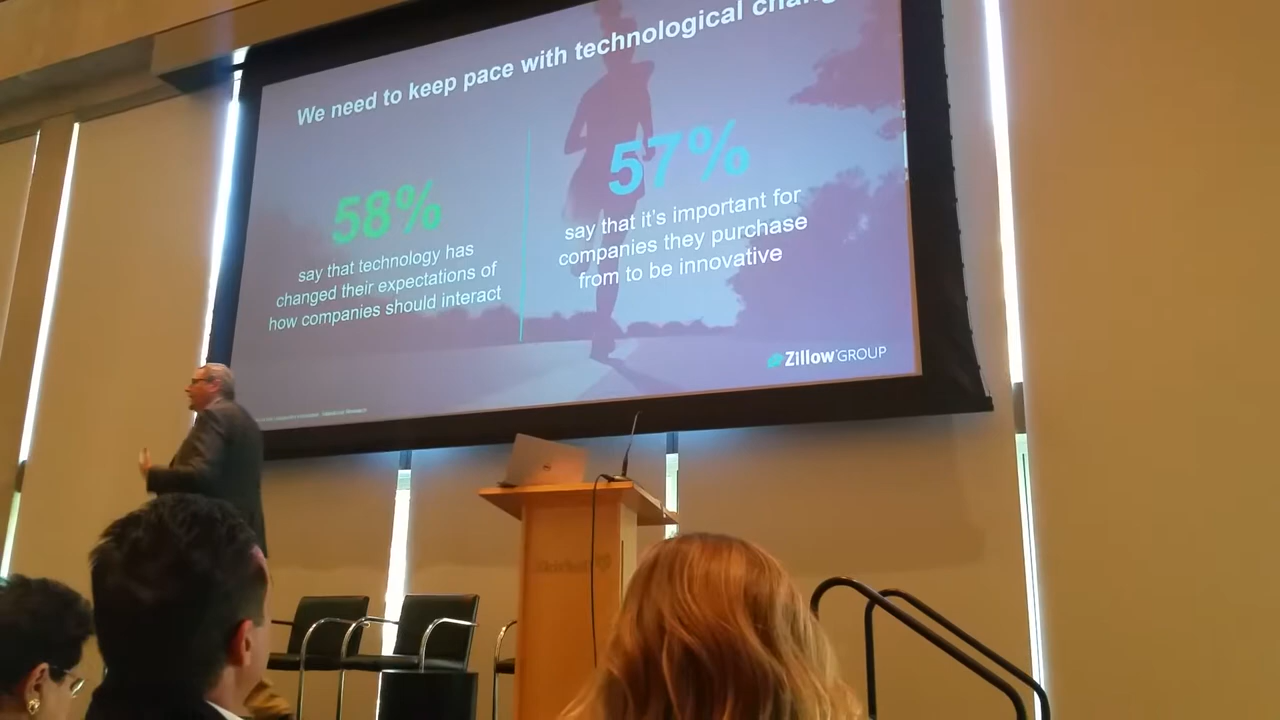 We need to keep pace with technological chang
58%
say that technology has
changed their expectations of
how companies should interact
57%
say that it's important for
companies they purchase
from to be innovative
Zillow GROUP